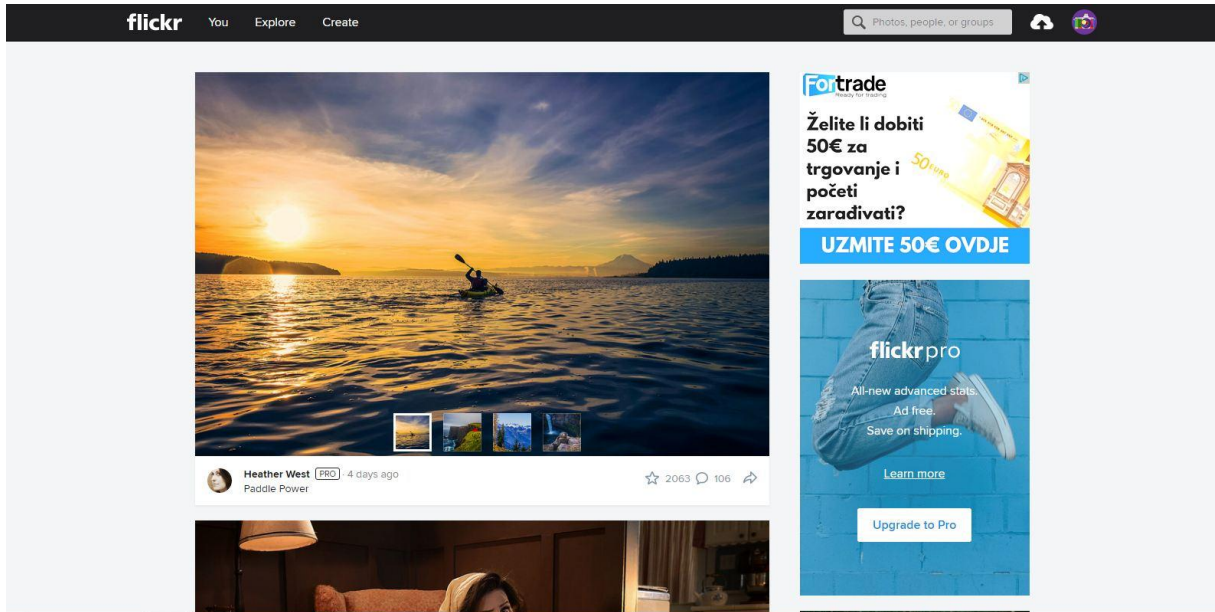 flickr You Explore Create
Photos, people, or groups
Heather West PRO · 4 days ago
Paddle Power
2063 106
Fortrade
Ready for trading
Želite li dobiti
50€ za
trgovanje i
početi
zarađivati?
50 EURO
UZMITE 50€ OVDJE
flickr pro
All-new advanced stats.
Ad free.
Save on shipping.
Learn more
Upgrade to Pro